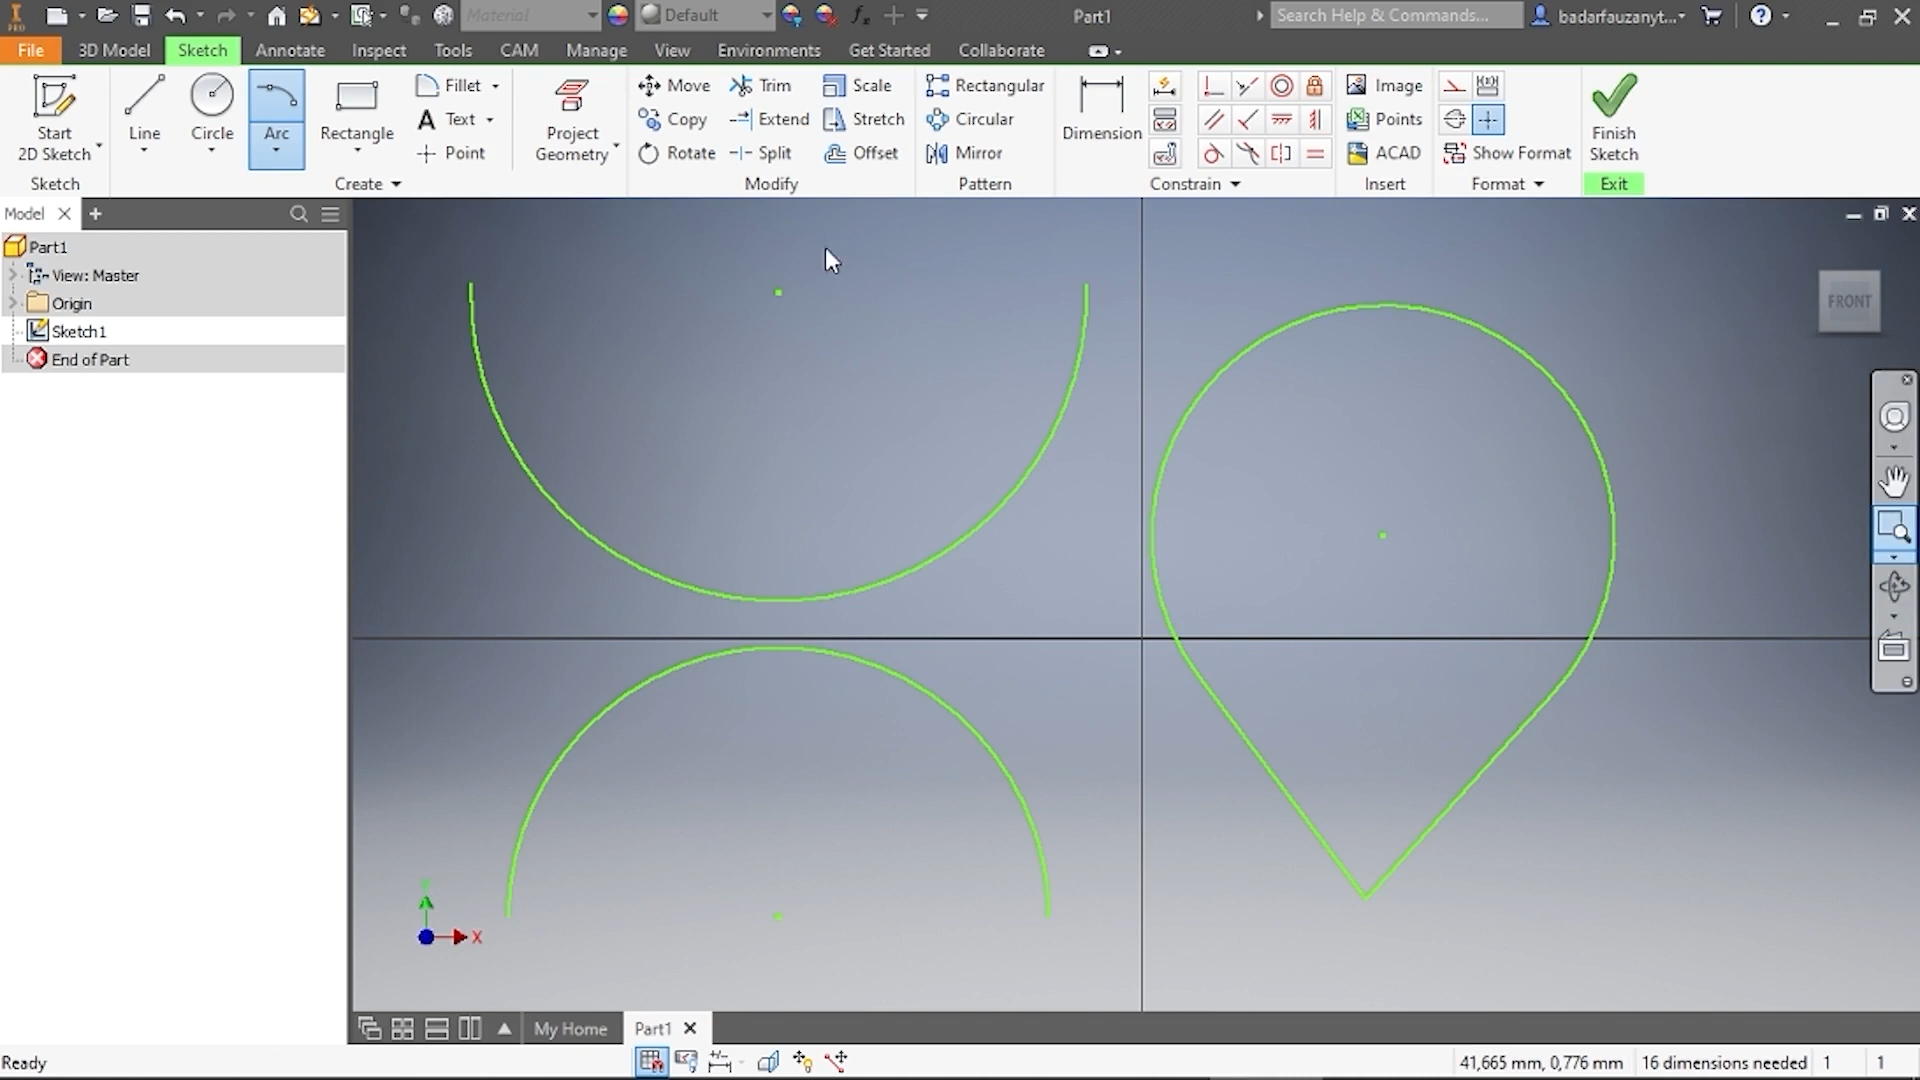 PRO
Material
Default
fx
Part1
Search Help & Commands...
badarfauzanyt...
File
3D Model
Sketch
Annotate
Inspect
Tools
CAM
Manage
View
Environments
Get Started
Collaborate
Start
2D Sketch
Line
Circle
Arc
Rectangle
Fillet
Text
Point
Project
Geometry
Move
Copy
Rotate
Trim
Extend
Split
Scale
Stretch
Offset
Rectangular
Circular
Mirror
Dimension
Image
Points
ACAD
Show Format
Finish
Sketch
Sketch
Create
Modify
Pattern
Constrain
Insert
Format
Exit
Model
Part1
View: Master
Origin
Sketch1
End of Part
FRONT
Y
X
My Home
Part1
Ready
41,665 mm, 0,776 mm
16 dimensions needed
1
1